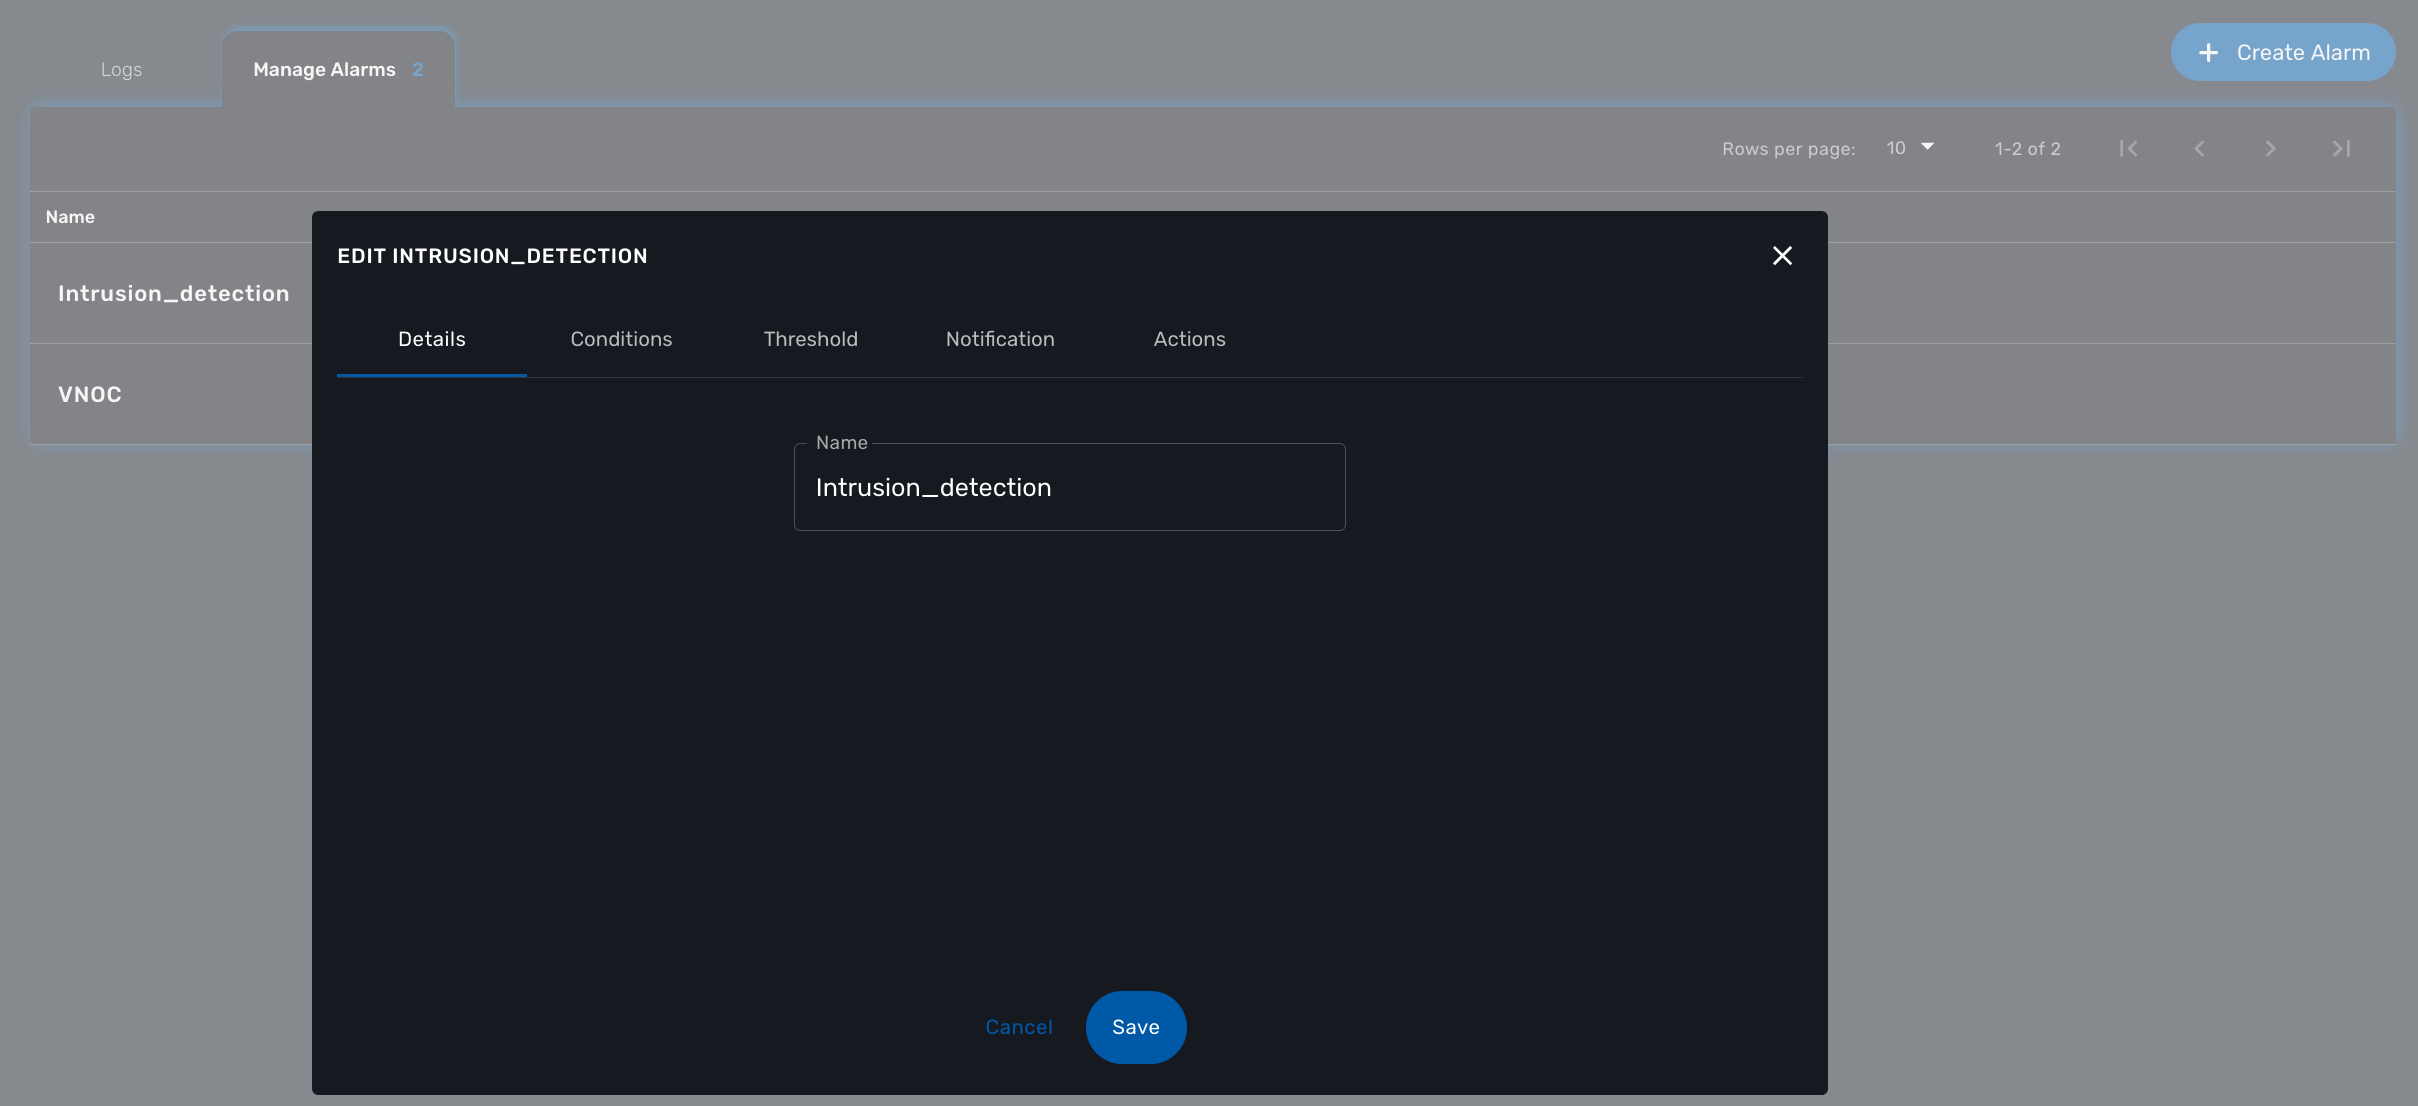 Logs
Manage Alarms 2
Create Alarm
Rows per page: 10 1-2 of 2
Name
Intrusion_detection
VNOC
EDIT INTRUSION_DETECTION
Details Conditions Threshold Notification Actions
Name
Intrusion_detection
Cancel Save